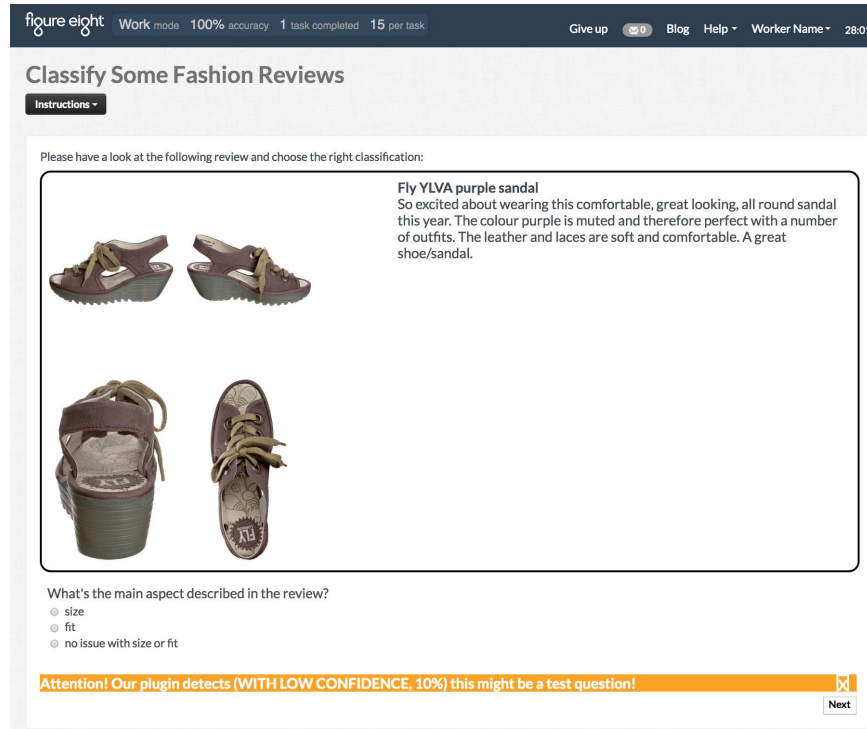 figure eight Work mode 100% accuracy 1 task completed 15 per task Give up 0 Blog Help Worker Name 28:01
Classify Some Fashion Reviews
Instructions
Please have a look at the following review and choose the right classification:
Fly YLVA purple sandal
So excited about wearing this comfortable, great looking, all round sandal
this year. The colour purple is muted and therefore perfect with a number
of outfits. The leather and laces are soft and comfortable. A great
shoe/sandal.
FLY
FLY
What's the main aspect described in the review?
size
fit
no issue with size or fit
Attention! Our plugin detects (WITH LOW CONFIDENCE, 10%) this might be a test question! X
Next